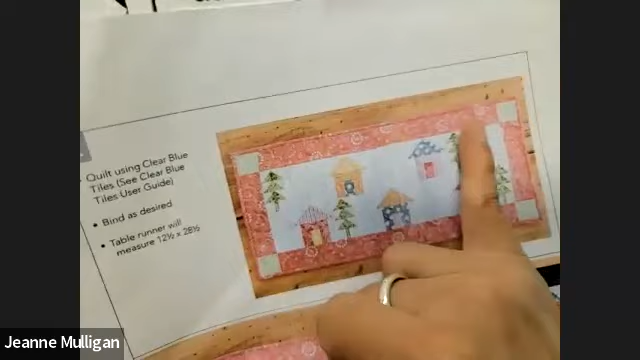 • Quilt using Clear Blue
Tiles (See Clear Blue
Tiles User Guide)
• Bind as desired
• Table runner will
measure 12½ x 28½
Jeanne Mulligan